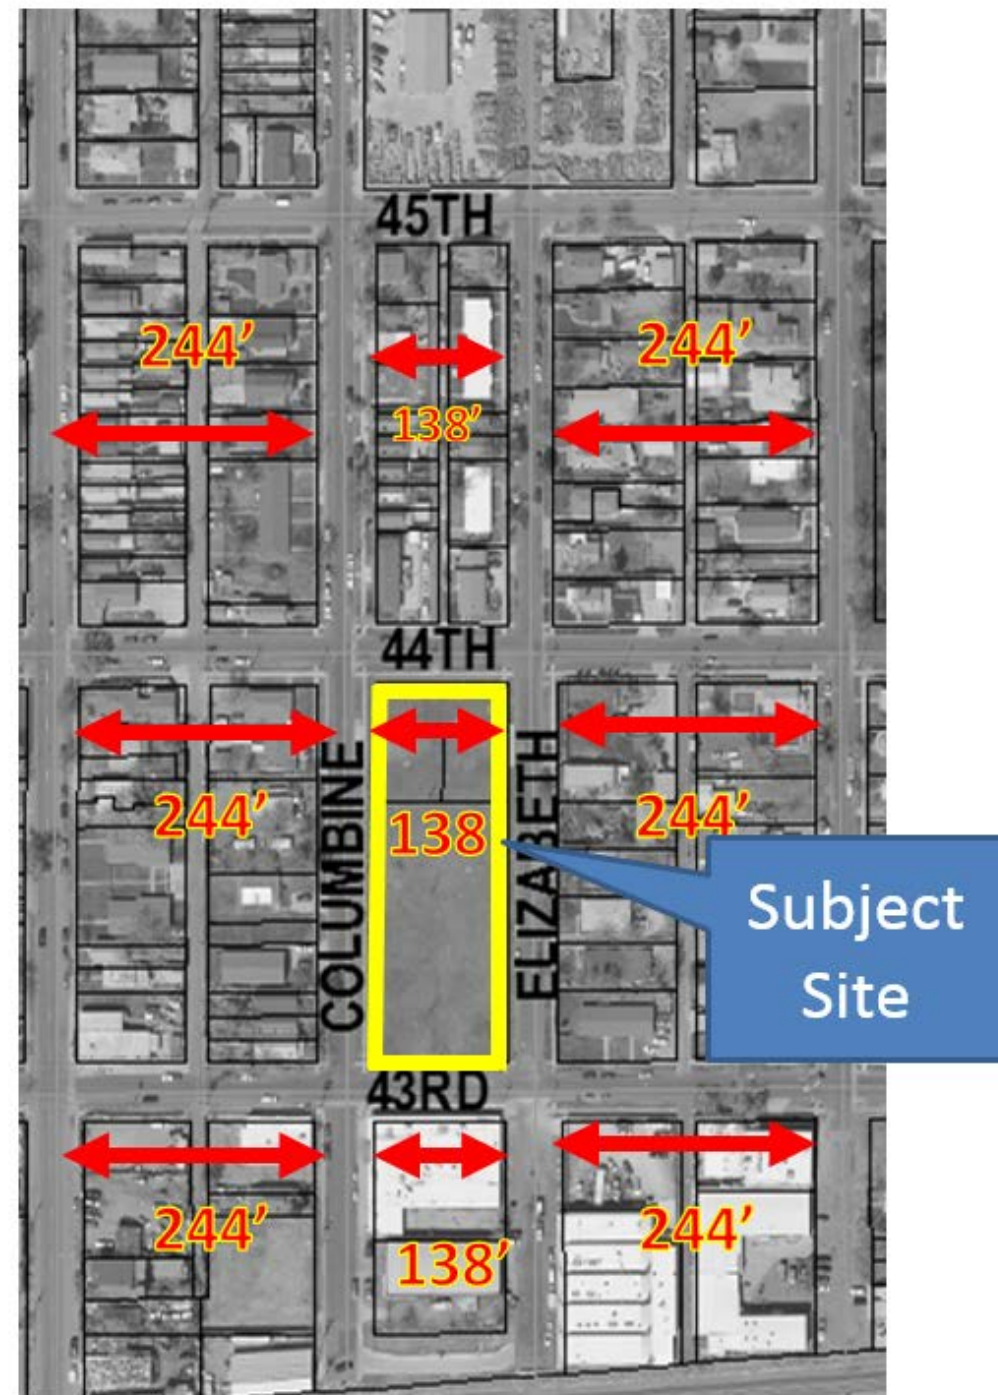 45TH
244’
138’
244’
44TH
COLUMBINE
244’
138
ELIZABETH
244’
Subject
Site
43RD
244’
138’
244’